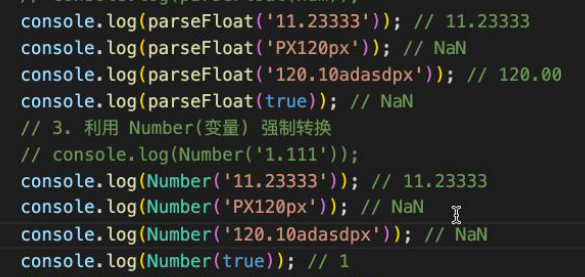 console.log(parseFloat('11.23333')); // 11.23333
console.log(parseFloat('PX120px')); // NaN
console.log(parseFloat('120.10adasdpx')); // 120.00
console.log(parseFloat(true)); // NaN
// 3. 利用 Number(变量) 强制转换
// console.log(Number('1.111'));
console.log(Number('11.23333')); // 11.23333
console.log(Number('PX120px')); // NaN
console.log(Number('120.10adasdpx')); // NaN
console.log(Number(true)); // 1